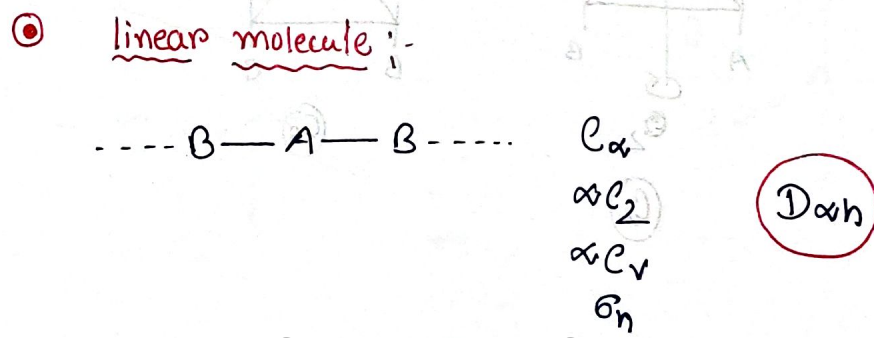 linear molecule :-
---- B — A — B ----- C∝
∝C₂
D∝h
∝Cv
σh